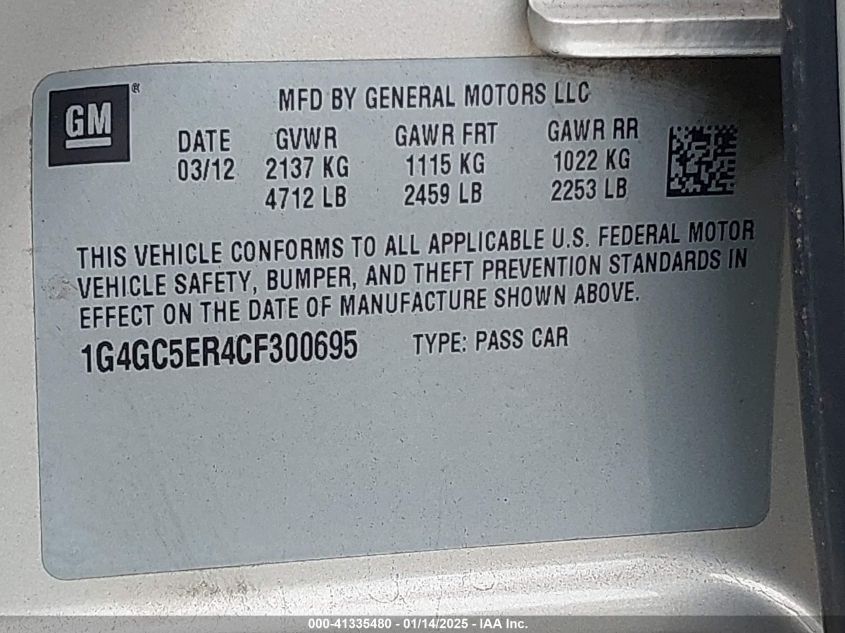 GM®
MFD BY GENERAL MOTORS LLC
DATE GVWR GAWR FRT GAWR RR
03/12 2137 KG 1115 KG 1022 KG
4712 LB 2459 LB 2253 LB
THIS VEHICLE CONFORMS TO ALL APPLICABLE U.S. FEDERAL MOTOR
VEHICLE SAFETY, BUMPER, AND THEFT PREVENTION STANDARDS IN
EFFECT ON THE DATE OF MANUFACTURE SHOWN ABOVE.
1G4GC5ER4CF300695 TYPE: PASS CAR
000-41335480 - 01/14/2025 - IAA Inc.